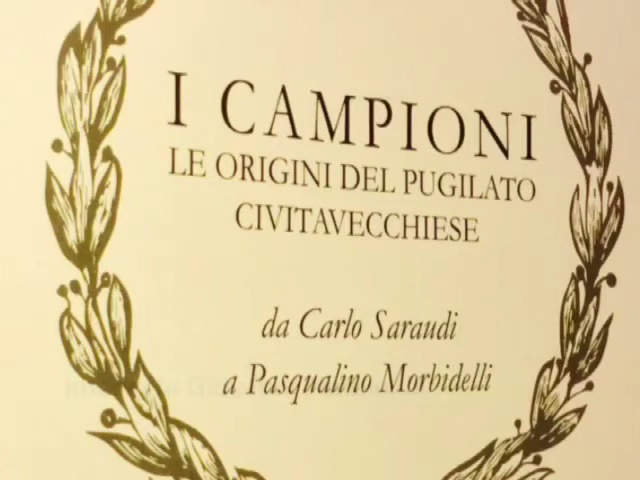 I CAMPIONI
LE ORIGINI DEL PUGILATO
CIVITAVECCHIESE
da Carlo Saraudi
a Pasqualino Morbidelli